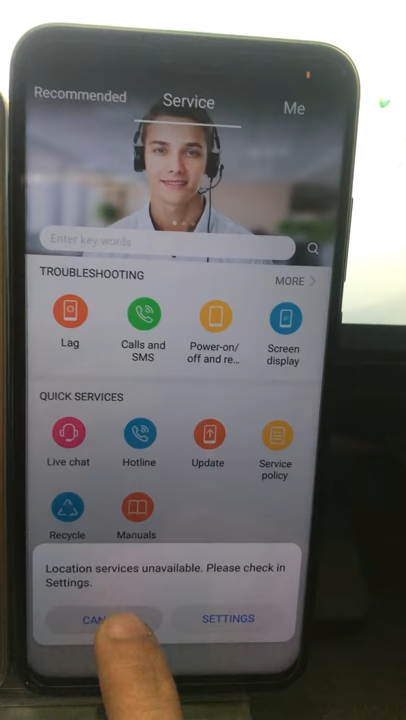 Recommended
Service
Me
Enter key words
TROUBLESHOOTING
MORE
Lag
Calls and
SMS
Power-on/
off and re...
Screen
display
QUICK SERVICES
Live chat
Hotline
Update
Service
policy
Recycle
Manuals
Location services unavailable. Please check in
Settings.
CAN
SETTINGS